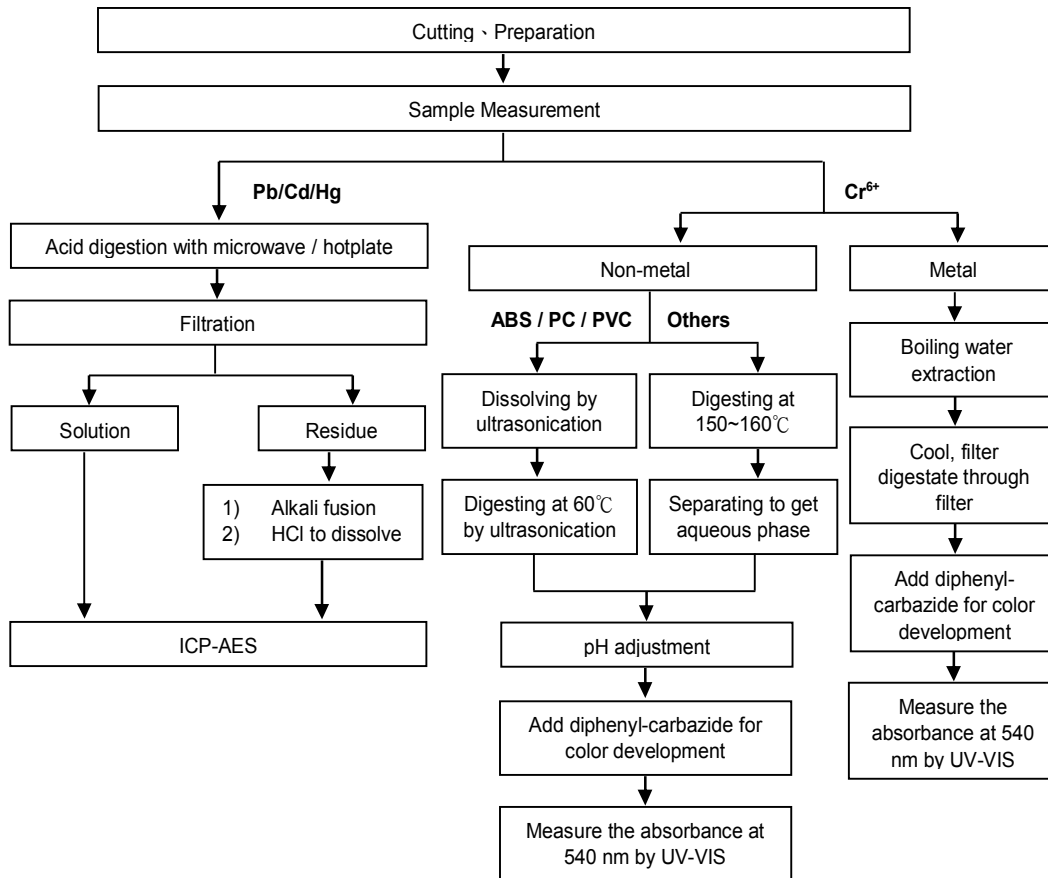 Cutting、Preparation
Sample Measurement
Pb/Cd/Hg
Cr⁶⁺
Acid digestion with microwave / hotplate
Non-metal
Metal
Filtration
ABS / PC / PVC
Others
Boiling water
extraction
Solution
Residue
Dissolving by
ultrasonication
Digesting at
150~160℃
Cool, filter
digestate through
filter
1) Alkali fusion
2) HCl to dissolve
Digesting at 60℃
by ultrasonication
Separating to get
aqueous phase
Add diphenyl-
carbazide for color
development
ICP-AES
pH adjustment
Measure the
absorbance at 540
nm by UV-VIS
Add diphenyl-carbazide for
color development
Measure the absorbance at
540 nm by UV-VIS